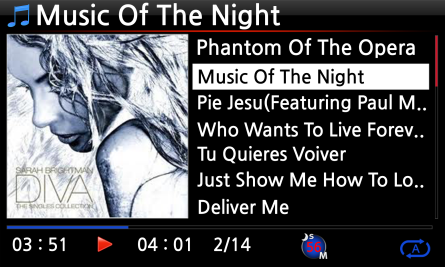 Music Of The Night
Phantom Of The Opera
Music Of The Night
Pie Jesu(Featuring Paul M..
Who Wants To Live Forev..
Tu Quieres Voiver
Just Show Me How To Lo..
Deliver Me
SARAH BRIGHTMAN
DIVA
THE SINGLES COLLECTION
03 : 51
04 : 01
2/14
S
55
M
A